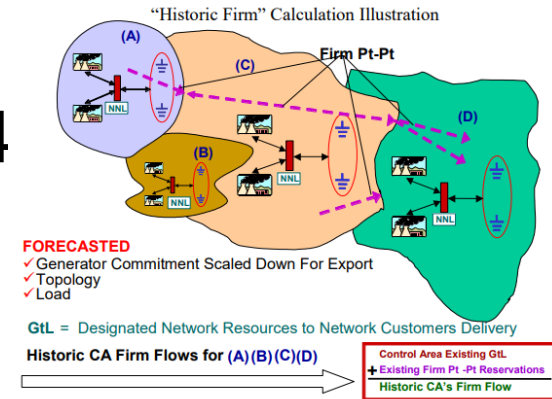 "Historic Firm" Calculation Illustration
(A)
Firm Pt-Pt
(C)
NNL
(D)
4
(B)
NNL
NNL
NNL
FORECASTED
✓Generator Commitment Scaled Down For Export
✓Topology
✓Load
GtL = Designated Network Resources to Network Customers Delivery
Historic CA Firm Flows for (A)(B)(C)(D)
Control Area Existing GtL
+ Existing Firm Pt -Pt Reservations
Historic CA's Firm Flow